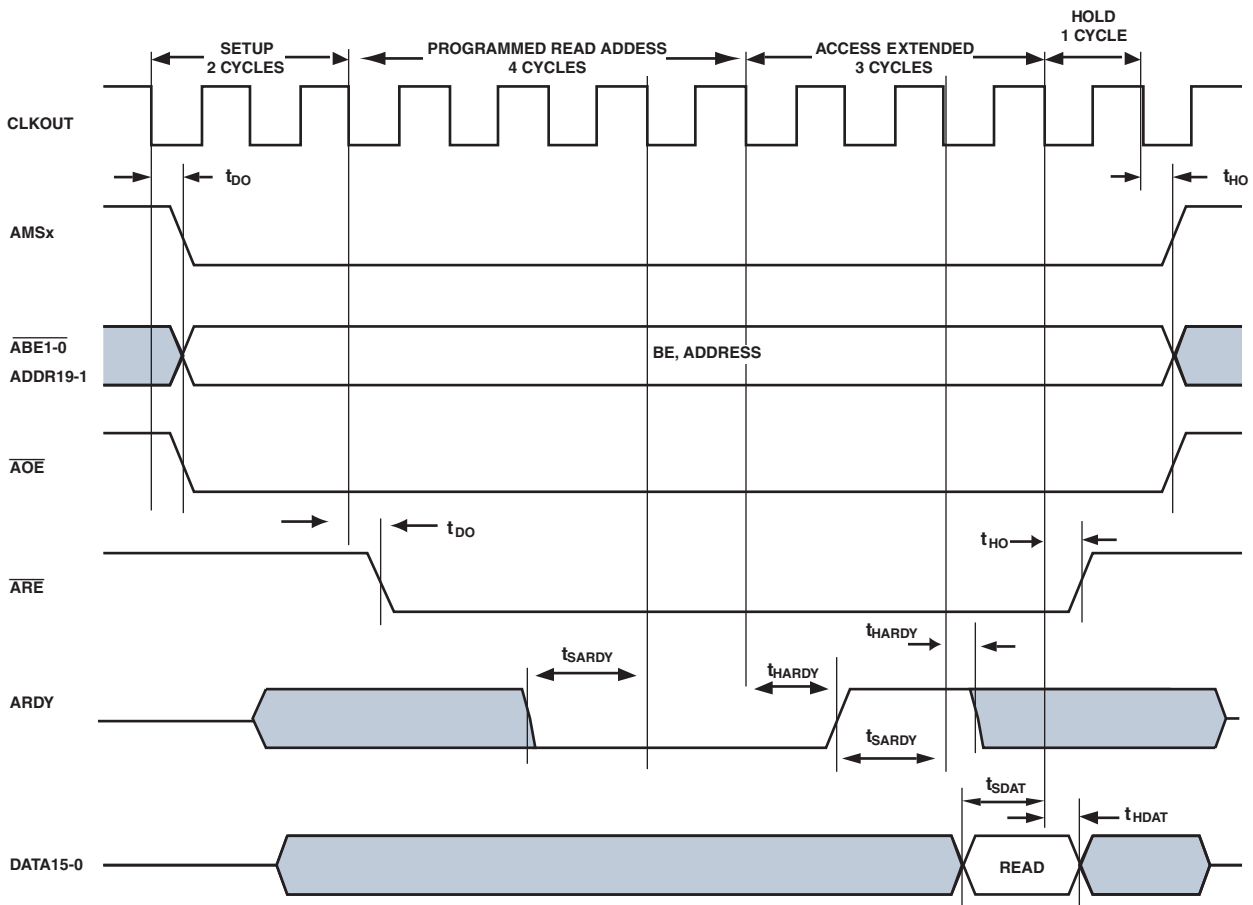 HOLD
1 CYCLE
SETUP
2 CYCLES
PROGRAMMED READ ADDESS
4 CYCLES
ACCESS EXTENDED
3 CYCLES
CLKOUT
tDO
tHO
AMSx
ABE1-0
BE, ADDRESS
ADDR19-1
AOE
tDO
tHO
ARE
tHARDY
tSARDY
tHARDY
ARDY
tSARDY
tSDAT
tHDAT
DATA15-0
READ